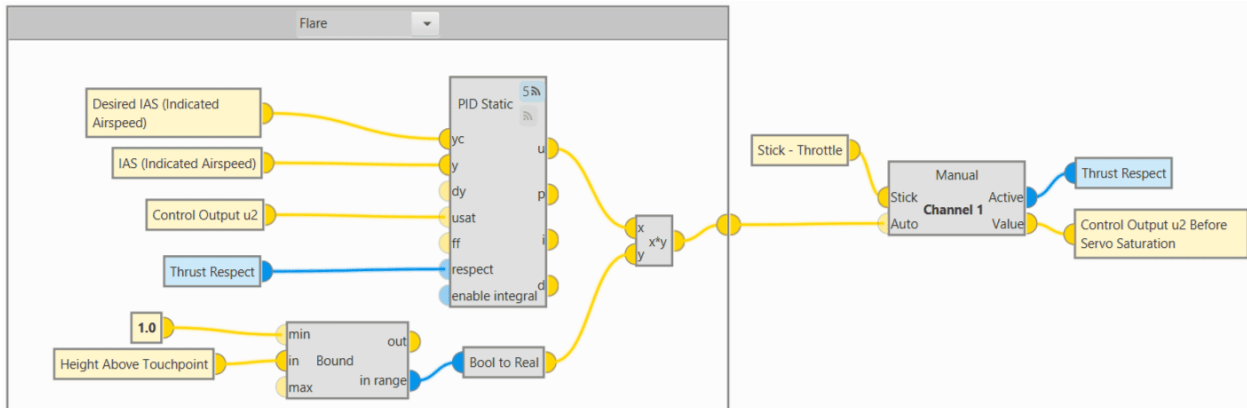 Flare
Desired IAS (Indicated
Airspeed)
IAS (Indicated Airspeed)
Control Output u2
Thrust Respect
1.0
Height Above Touchpoint
PID Static
5
yc
y
dy
usat
ff
respect
enable integral
u
p
i
d
min
in
max
Bound
out
in range
Bool to Real
x
y
x*y
Stick - Throttle
Manual
Stick
Auto
Channel 1
Active
Value
Thrust Respect
Control Output u2 Before
Servo Saturation